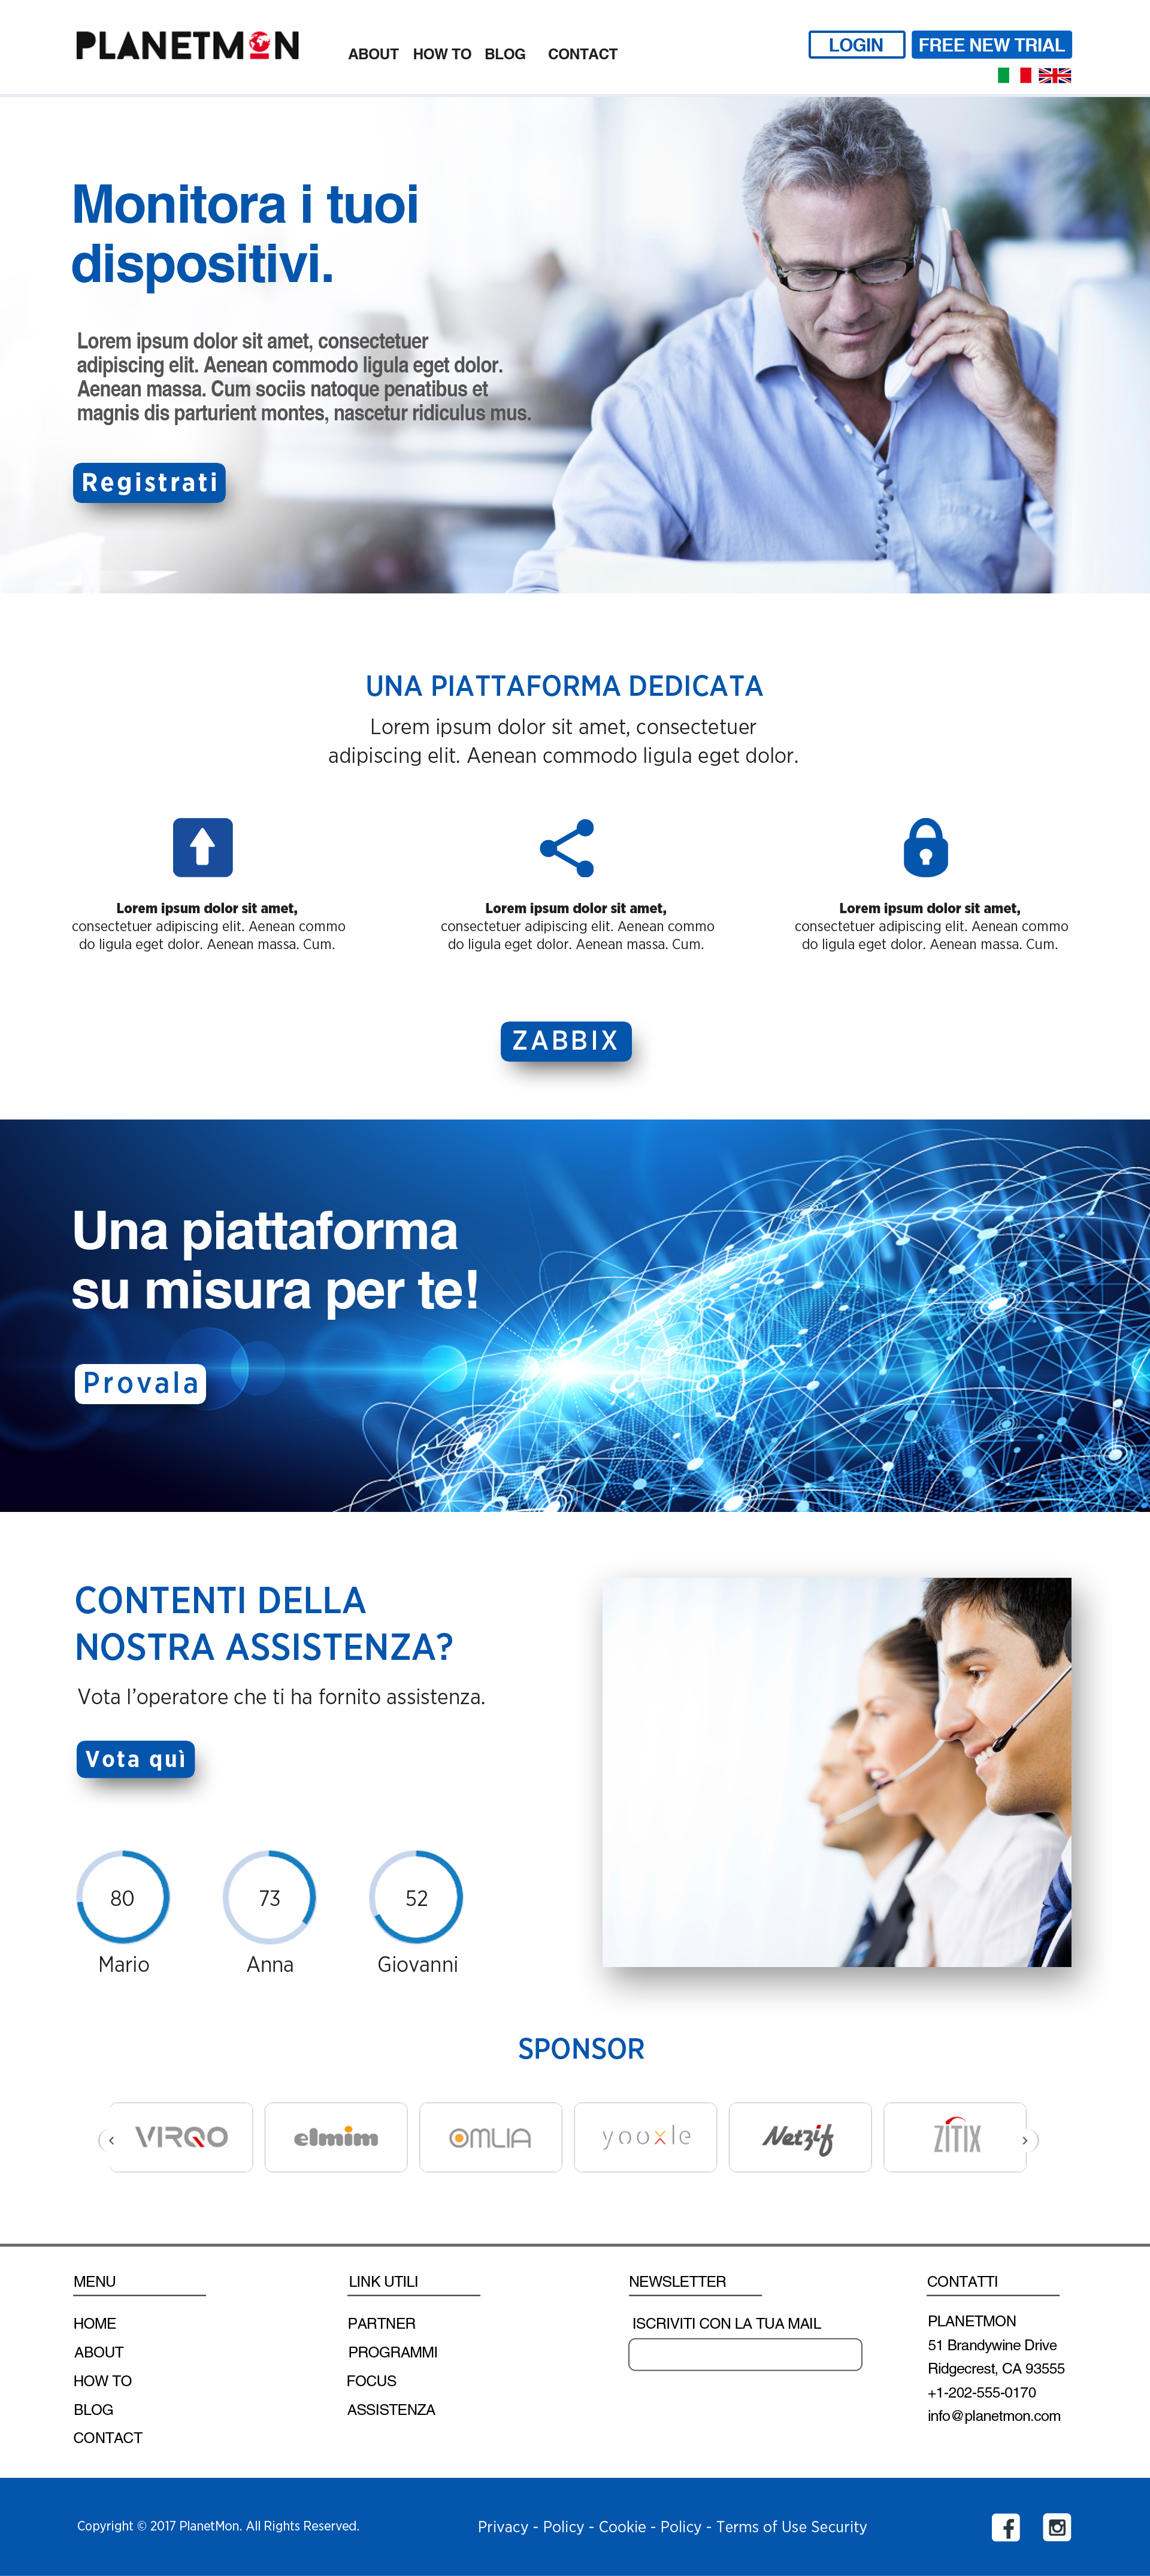 PLANETMON
ABOUT HOW TO BLOG CONTACT
LOGIN FREE NEW TRIAL
Monitora i tuoi
dispositivi.
Lorem ipsum dolor sit amet, consectetuer
adipiscing elit. Aenean commodo ligula eget dolor.
Aenean massa. Cum sociis natoque penatibus et
magnis dis parturient montes, nascetur ridiculus mus.
Registrati
UNA PIATTAFORMA DEDICATA
Lorem ipsum dolor sit amet, consectetuer
adipiscing elit. Aenean commodo ligula eget dolor.
Lorem ipsum dolor sit amet,
consectetuer adipiscing elit. Aenean commo
do ligula eget dolor. Aenean massa. Cum.
Lorem ipsum dolor sit amet,
consectetuer adipiscing elit. Aenean commo
do ligula eget dolor. Aenean massa. Cum.
Lorem ipsum dolor sit amet,
consectetuer adipiscing elit. Aenean commo
do ligula eget dolor. Aenean massa. Cum.
ZABBIX
Una piattaforma
su misura per te!
Provala
CONTENTI DELLA
NOSTRA ASSISTENZA?
Vota l'operatore che ti ha fornito assistenza.
Vota quì
80 73 52
Mario Anna Giovanni
SPONSOR
VIRQO elmim OMLIA yooxle Netzif ZITIX
MENU
HOME
ABOUT
HOW TO
BLOG
CONTACT
LINK UTILI
PARTNER
PROGRAMMI
FOCUS
ASSISTENZA
NEWSLETTER
ISCRIVITI CON LA TUA MAIL
CONTATTI
PLANETMON
51 Brandywine Drive
Ridgecrest, CA 93555
+1-202-555-0170
info@planetmon.com
Copyright © 2017 PlanetMon. All Rights Reserved.
Privacy - Policy - Cookie - Policy - Terms of Use Security